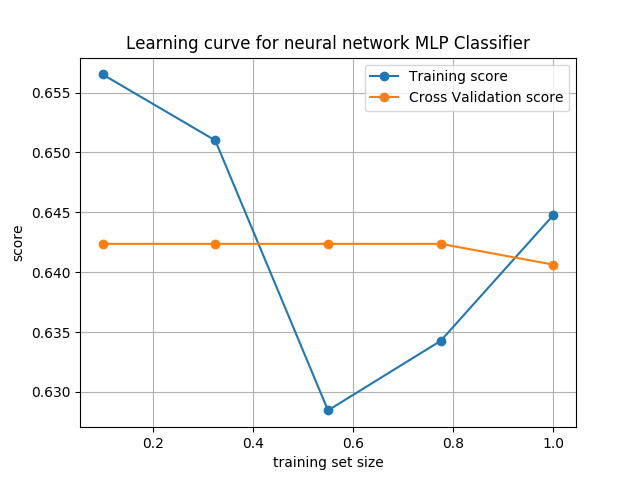 Learning curve for neural network MLP Classifier
Training score
Cross Validation score
0.655
0.650
0.645
0.640
0.635
0.630
score
0.2
0.4
0.6
0.8
1.0
training set size